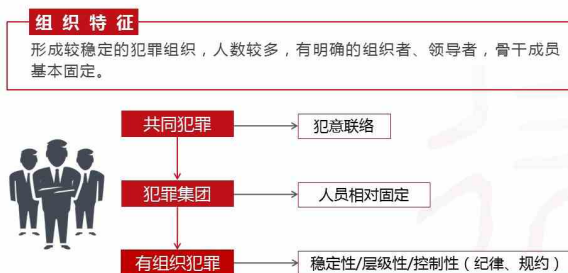 组织特征
形成较稳定的犯罪组织，人数较多，有明确的组织者、领导者，骨干成员
基本固定。
共同犯罪
犯意联络
犯罪集团
人员相对固定
有组织犯罪
稳定性/层级性/控制性（纪律、规约）